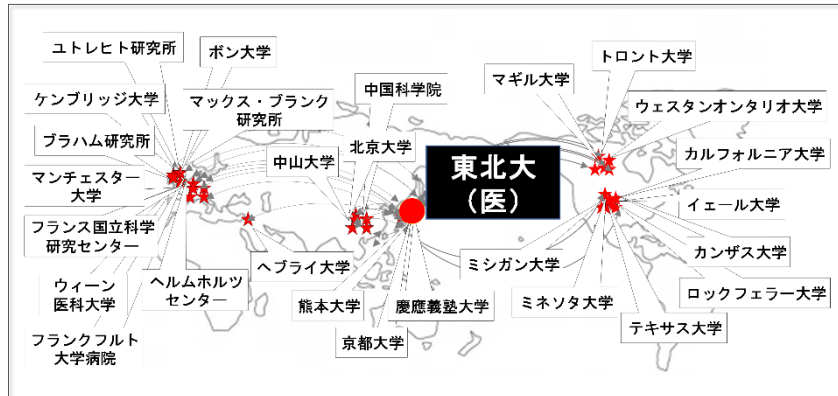 ユトレヒト研究所
ボン大学
ケンブリッジ大学
マックス・プランク
研究所
中国科学院
ブラハム研究所
中山大学
北京大学
マンチェスター
大学
フランス国立科学
研究センター
ウィーン
医科大学
ヘルムホルツ
センター
ヘブライ大学
フランクフルト
大学病院
熊本大学
京都大学
慶應義塾大学
東北大
（医）
マギル大学
トロント大学
ウェスタンオンタリオ大学
カルフォルニア大学
イェール大学
ミシガン大学
カンザス大学
ミネソタ大学
ロックフェラー大学
テキサス大学